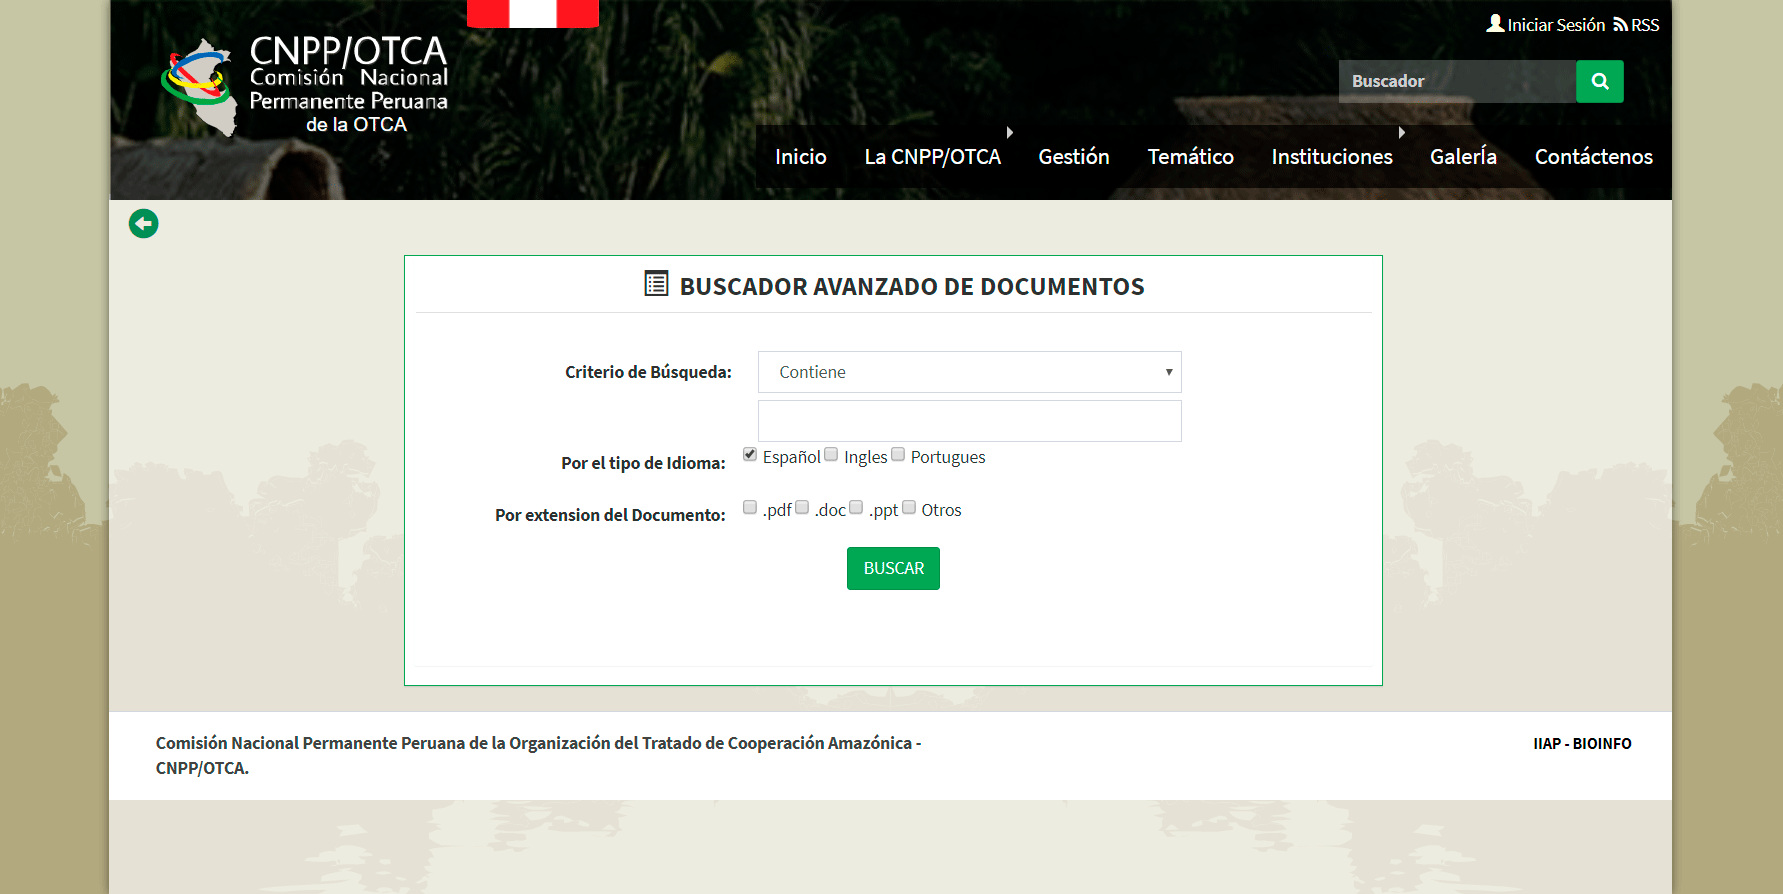 CNPP/OTCA
Comisión Nacional
Permanente Peruana
de la OTCA
Iniciar Sesión RSS
Buscador
Inicio La CNPP/OTCA Gestión Temático Instituciones GalerÍa Contáctenos
BUSCADOR AVANZADO DE DOCUMENTOS
Criterio de Búsqueda: Contiene
Por el tipo de Idioma: Español Ingles Portugues
Por extension del Documento: .pdf .doc .ppt Otros
BUSCAR
Comisión Nacional Permanente Peruana de la Organización del Tratado de Cooperación Amazónica - IIAP - BIOINFO
CNPP/OTCA.